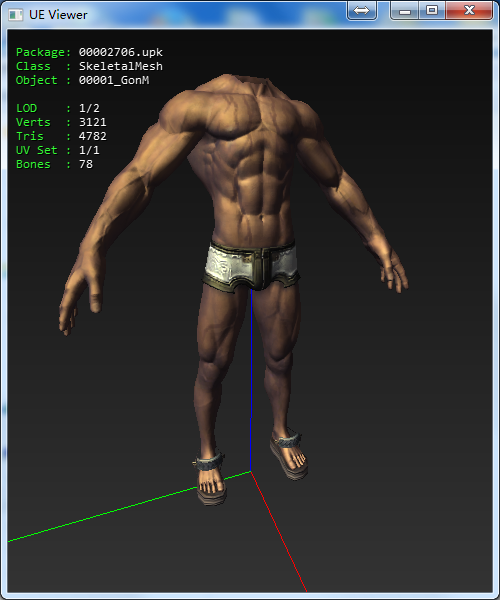 UE Viewer
Package: 00002706.upk
Class : SkeletalMesh
Object : 00001_GonM
LOD : 1/2
Verts : 3121
Tris : 4782
UV Set : 1/1
Bones : 78